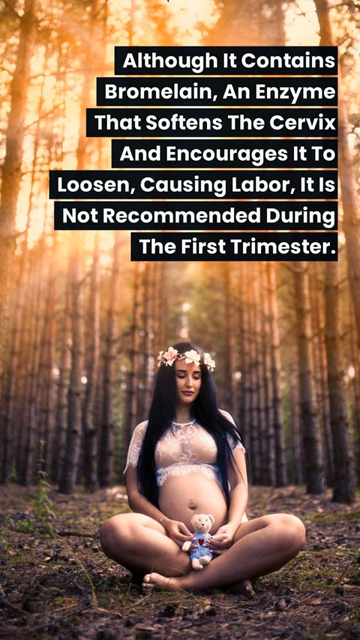 Although It Contains
Bromelain, An Enzyme
That Softens The Cervix
And Encourages It To
Loosen, Causing Labor, It Is
Not Recommended During
The First Trimester.